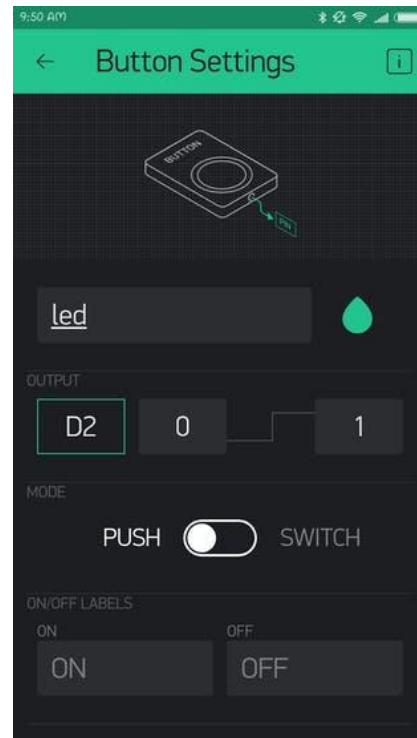 9:50 AM
← Button Settings i
BUTTON
PIN
led
OUTPUT
D2 0 1
MODE
PUSH SWITCH
ON/OFF LABELS
ON OFF
ON OFF